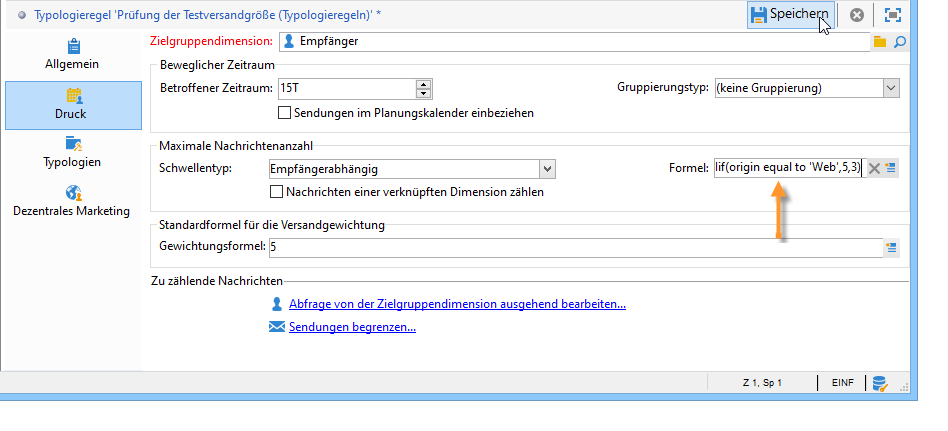 Typologieregel 'Prüfung der Testversandgröße (Typologieregeln)' *
Speichern
Allgemein
Druck
Typologien
Dezentrales Marketing
Zielgruppendimension: Empfänger
Beweglicher Zeitraum
Betroffener Zeitraum: 15T
Gruppierungstyp: (keine Gruppierung)
Sendungen im Planungskalender einbeziehen
Maximale Nachrichtenanzahl
Schwellentyp: Empfängerabhängig
Formel: Iif(origin equal to 'Web',5,3)
Nachrichten einer verknüpften Dimension zählen
Standardformel für die Versandgewichtung
Gewichtungsformel: 5
Zu zählende Nachrichten
Abfrage von der Zielgruppendimension ausgehend bearbeiten...
Sendungen begrenzen...
Z 1, Sp 1 EINF